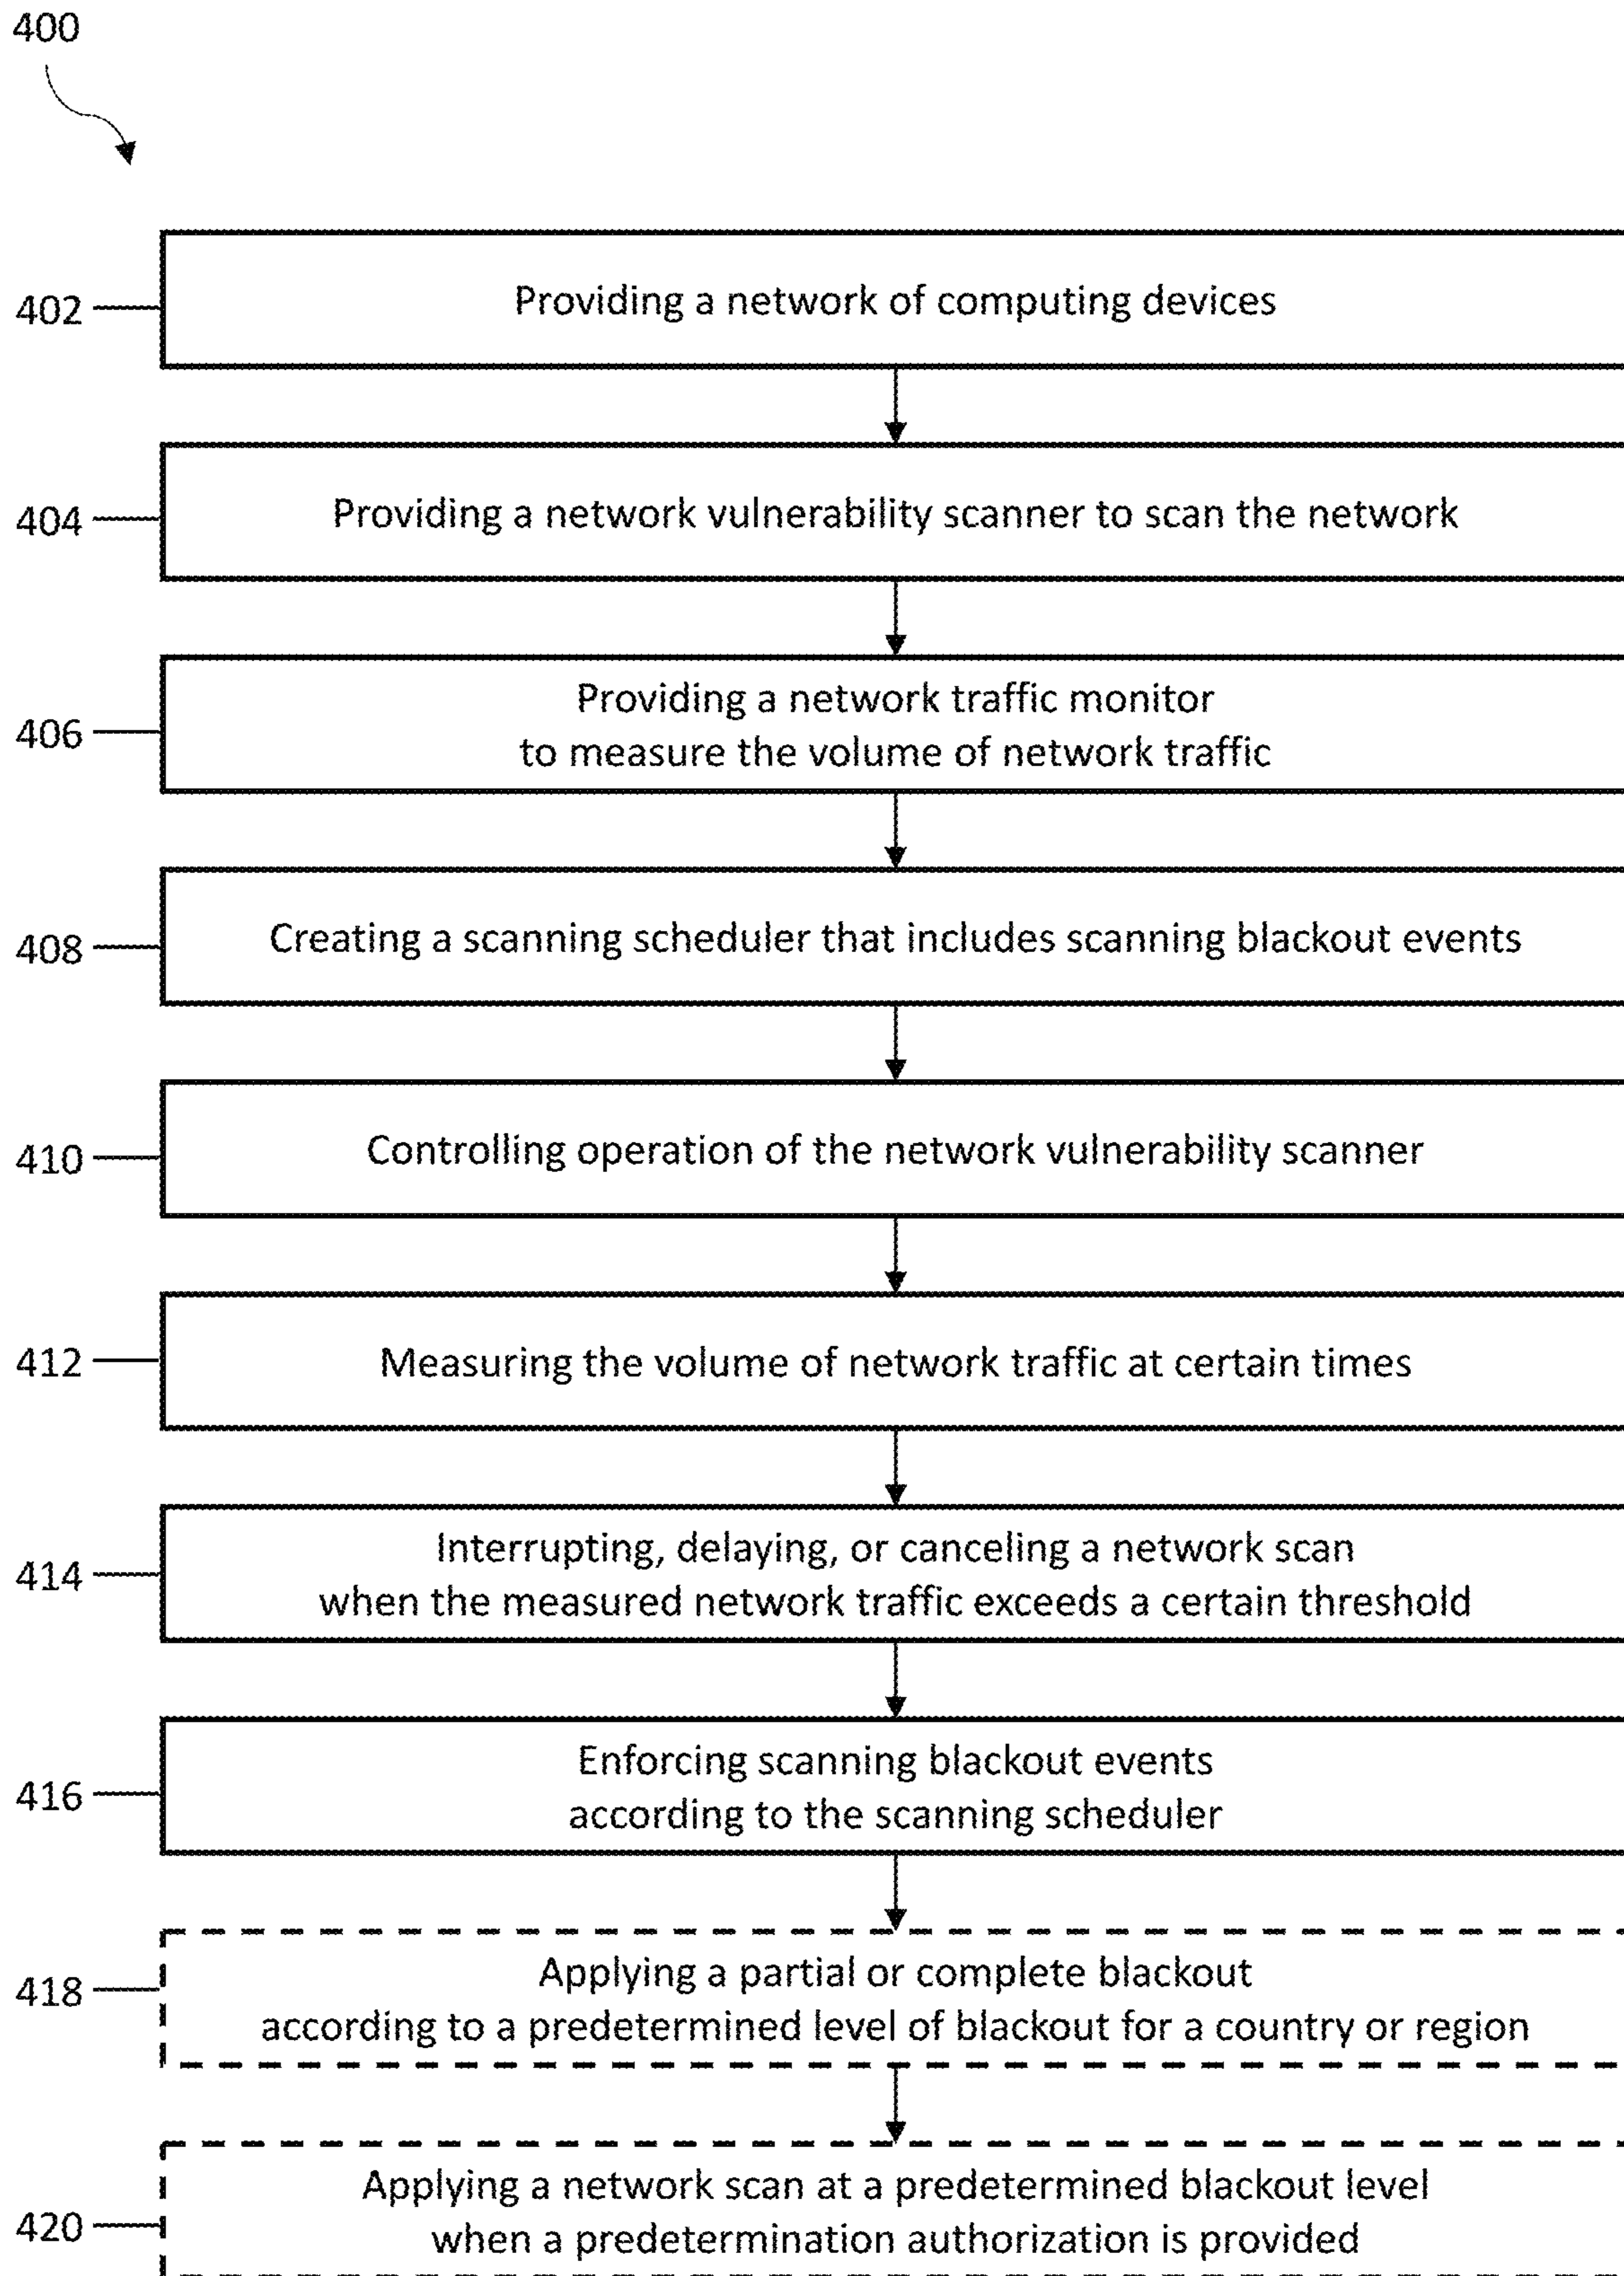 400
402
Providing a network of computing devices
404
Providing a network vulnerability scanner to scan the network
406
Providing a network traffic monitor
to measure the volume of network traffic
408
Creating a scanning scheduler that includes scanning blackout events
410
Controlling operation of the network vulnerability scanner
412
Measuring the volume of network traffic at certain times
414
Interrupting, delaying, or canceling a network scan
when the measured network traffic exceeds a certain threshold
416
Enforcing scanning blackout events
according to the scanning scheduler
418
Applying a partial or complete blackout
according to a predetermined level of blackout for a country or region
420
Applying a network scan at a predetermined blackout level
when a predetermination authorization is provided